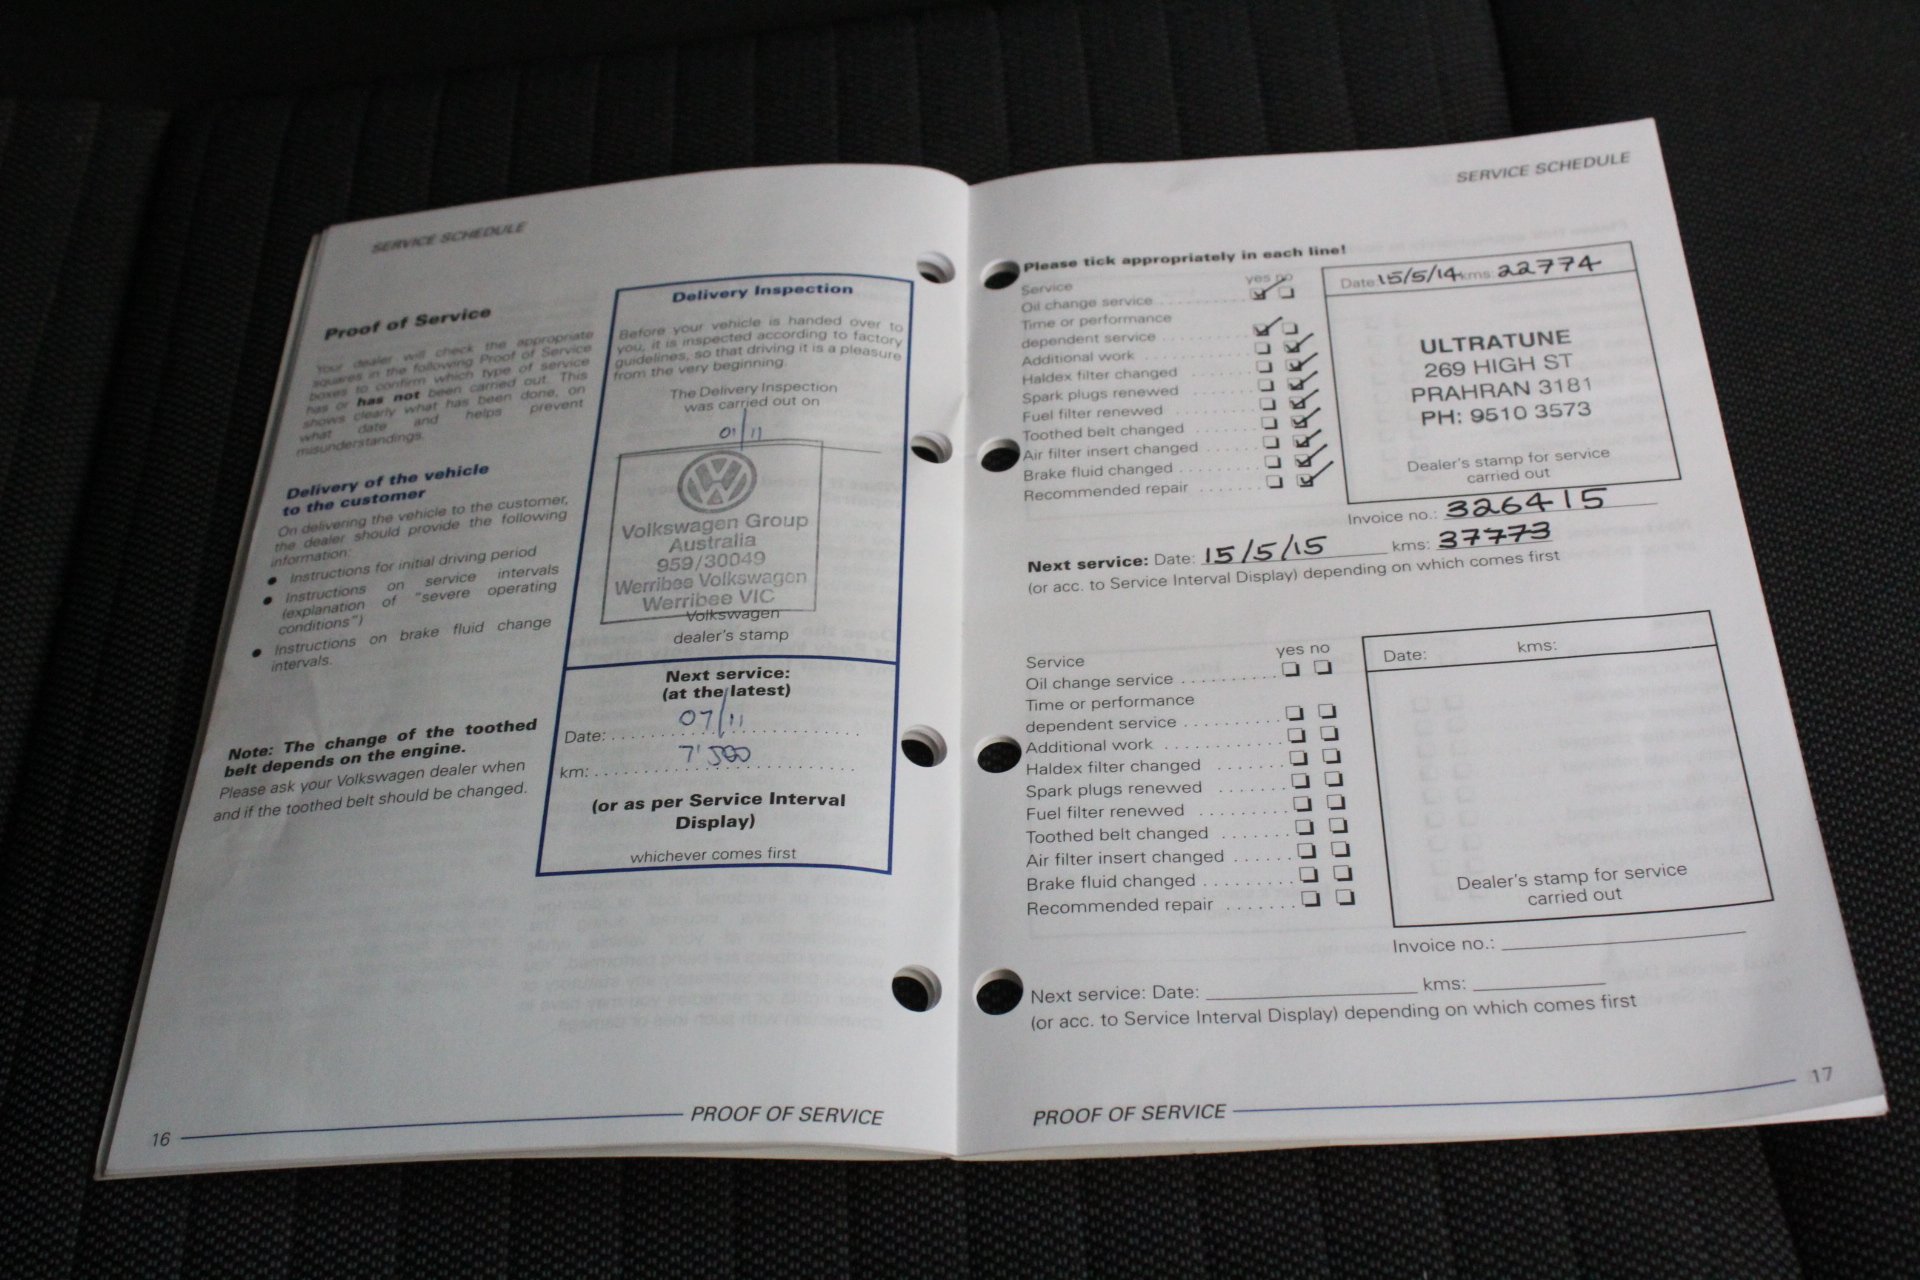 SERVICE SCHEDULE
Proof of Service
Your dealer will check the appropriate
squares in the following Proof of Service
boxes to confirm which type of service
has or has not been carried out. This
shows clearly what has been done, on
what date and helps prevent
misunderstandings.
Delivery of the vehicle
to the customer
On delivering the vehicle to the customer,
the dealer should provide the following
information:
● Instructions for initial driving period
● Instructions on service intervals
(explanation of "severe operating
conditions")
● Instructions on brake fluid change
intervals.
Note: The change of the toothed
belt depends on the engine.
Please ask your Volkswagen dealer when
and if the toothed belt should be changed.
Delivery Inspection
Before your vehicle is handed over to
you, it is inspected according to factory
guidelines, so that driving it is a pleasure
from the very beginning.
The Delivery Inspection
was carried out on
01/11
Volkswagen Group
Australia
959/30049
Werribee Volkswagen
Werribee VIC
Volkswagen
dealer's stamp
Next service:
(at the latest)
07/11
Date:
7'500
km:
(or as per Service Interval
Display)
whichever comes first
16 PROOF OF SERVICE
SERVICE SCHEDULE
Please tick appropriately in each line!
Service yes no
Oil change service
Time or performance
dependent service
Additional work
Haldex filter changed
Spark plugs renewed
Fuel filter renewed
Toothed belt changed
Air filter insert changed
Brake fluid changed
Recommended repair
Date: 15/5/14 kms: 22774
ULTRATUNE
269 HIGH ST
PRAHRAN 3181
PH: 9510 3573
Dealer's stamp for service
carried out
Invoice no.: 326415
Next service: Date: 15/5/15 kms: 37773
(or acc. to Service Interval Display) depending on which comes first
Service yes no
Oil change service
Time or performance
dependent service
Additional work
Haldex filter changed
Spark plugs renewed
Fuel filter renewed
Toothed belt changed
Air filter insert changed
Brake fluid changed
Recommended repair
Date: kms:
Dealer's stamp for service
carried out
Invoice no.:
Next service: Date: kms:
(or acc. to Service Interval Display) depending on which comes first
PROOF OF SERVICE 17